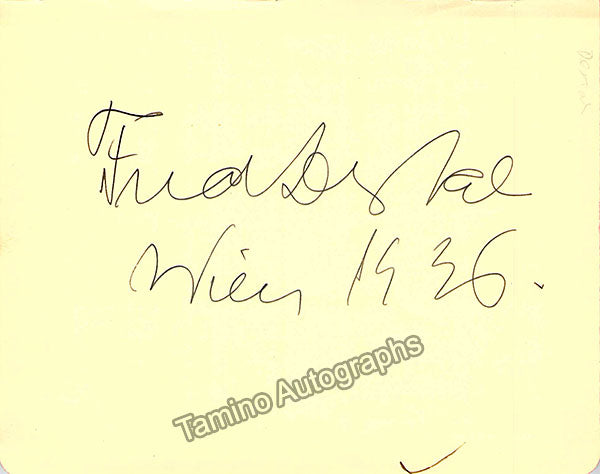 Fred Destal
Wien 1936.
Tamino Autographs